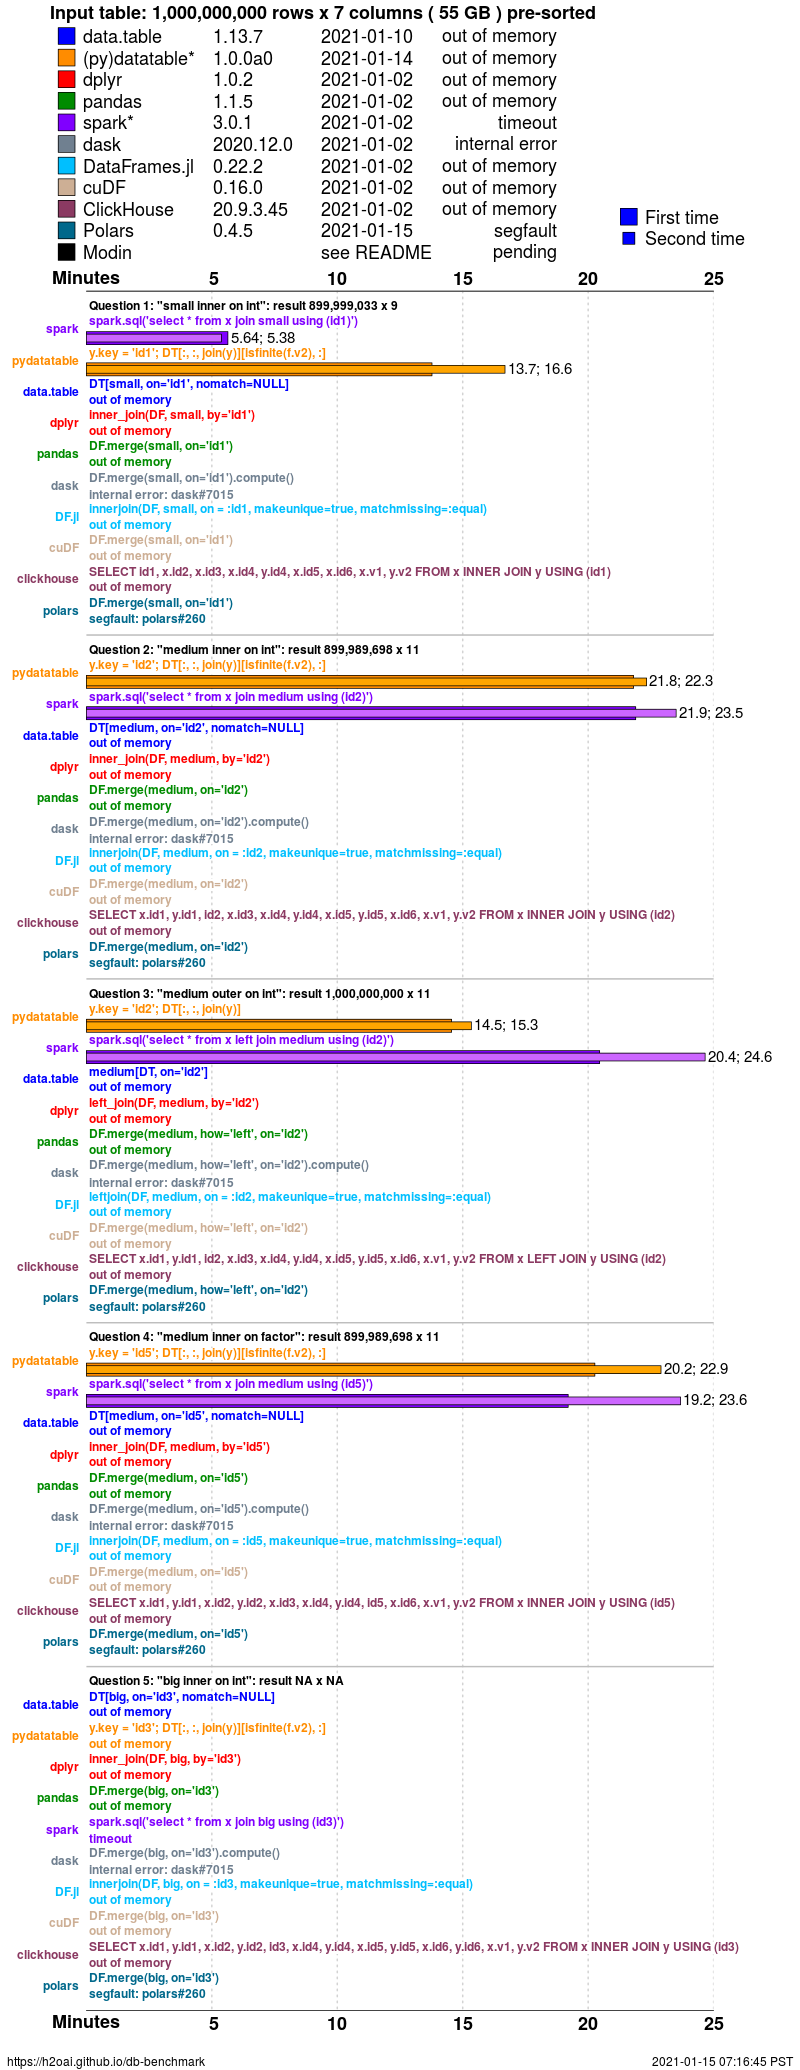 Input table: 1,000,000,000 rows x 7 columns ( 55 GB ) pre-sorted
data.table 1.13.7 2021-01-10 out of memory
(py)datatable* 1.0.0a0 2021-01-14 out of memory
dplyr 1.0.2 2021-01-02 out of memory
pandas 1.1.5 2021-01-02 out of memory
spark* 3.0.1 2021-01-02 timeout
dask 2020.12.0 2021-01-02 internal error
DataFrames.jl 0.22.2 2021-01-02 out of memory
cuDF 0.16.0 2021-01-02 out of memory
ClickHouse 20.9.3.45 2021-01-02 out of memory
Polars 0.4.5 2021-01-15 segfault
Modin see README pending
First time
Second time
Minutes 5 10 15 20 25
Question 1: "small inner on int": result 899,999,033 x 9
spark.sql('select * from x join small using (id1)')
spark 5.64; 5.38
y.key = 'id1'; DT[:, :, join(y)][isfinite(f.v2), :]
pydatatable 13.7; 16.6
DT[small, on='id1', nomatch=NULL]
data.table out of memory
inner_join(DF, small, by='id1')
dplyr out of memory
DF.merge(small, on='id1')
pandas out of memory
DF.merge(small, on='id1').compute()
dask internal error: dask#7015
innerjoin(DF, small, on = :id1, makeunique=true, matchmissing=:equal)
DF.jl out of memory
DF.merge(small, on='id1')
cuDF out of memory
SELECT id1, x.id2, x.id3, x.id4, y.id4, x.id5, x.id6, x.v1, y.v2 FROM x INNER JOIN y USING (id1)
clickhouse out of memory
DF.merge(small, on='id1')
polars segfault: polars#260
Question 2: "medium inner on int": result 899,989,698 x 11
y.key = 'id2'; DT[:, :, join(y)][isfinite(f.v2), :]
pydatatable 21.8; 22.3
spark.sql('select * from x join medium using (id2)')
spark 21.9; 23.5
DT[medium, on='id2', nomatch=NULL]
data.table out of memory
inner_join(DF, medium, by='id2')
dplyr out of memory
DF.merge(medium, on='id2')
pandas out of memory
DF.merge(medium, on='id2').compute()
dask internal error: dask#7015
innerjoin(DF, medium, on = :id2, makeunique=true, matchmissing=:equal)
DF.jl out of memory
DF.merge(medium, on='id2')
cuDF out of memory
SELECT x.id1, y.id1, id2, x.id3, x.id4, y.id4, x.id5, y.id5, x.id6, x.v1, y.v2 FROM x INNER JOIN y USING (id2)
clickhouse out of memory
DF.merge(medium, on='id2')
polars segfault: polars#260
Question 3: "medium outer on int": result 1,000,000,000 x 11
y.key = 'id2'; DT[:, :, join(y)]
pydatatable 14.5; 15.3
spark.sql('select * from x left join medium using (id2)')
spark 20.4; 24.6
medium[DT, on='id2']
data.table out of memory
left_join(DF, medium, by='id2')
dplyr out of memory
DF.merge(medium, how='left', on='id2')
pandas out of memory
DF.merge(medium, how='left', on='id2').compute()
dask internal error: dask#7015
leftjoin(DF, medium, on = :id2, makeunique=true, matchmissing=:equal)
DF.jl out of memory
DF.merge(medium, how='left', on='id2')
cuDF out of memory
SELECT x.id1, y.id1, id2, x.id3, x.id4, y.id4, x.id5, y.id5, x.id6, x.v1, y.v2 FROM x LEFT JOIN y USING (id2)
clickhouse out of memory
DF.merge(medium, how='left', on='id2')
polars segfault: polars#260
Question 4: "medium inner on factor": result 899,989,698 x 11
y.key = 'id5'; DT[:, :, join(y)][isfinite(f.v2), :]
pydatatable 20.2; 22.9
spark.sql('select * from x join medium using (id5)')
spark 19.2; 23.6
DT[medium, on='id5', nomatch=NULL]
data.table out of memory
inner_join(DF, medium, by='id5')
dplyr out of memory
DF.merge(medium, on='id5')
pandas out of memory
DF.merge(medium, on='id5').compute()
dask internal error: dask#7015
innerjoin(DF, medium, on = :id5, makeunique=true, matchmissing=:equal)
DF.jl out of memory
DF.merge(medium, on='id5')
cuDF out of memory
SELECT x.id1, y.id1, x.id2, y.id2, x.id3, x.id4, y.id4, id5, x.id6, x.v1, y.v2 FROM x INNER JOIN y USING (id5)
clickhouse out of memory
DF.merge(medium, on='id5')
polars segfault: polars#260
Question 5: "big inner on int": result NA x NA
DT[big, on='id3', nomatch=NULL]
data.table out of memory
y.key = 'id3'; DT[:, :, join(y)][isfinite(f.v2), :]
pydatatable out of memory
inner_join(DF, big, by='id3')
dplyr out of memory
DF.merge(big, on='id3')
pandas out of memory
spark.sql('select * from x join big using (id3)')
spark timeout
DF.merge(big, on='id3').compute()
dask internal error: dask#7015
innerjoin(DF, big, on = :id3, makeunique=true, matchmissing=:equal)
DF.jl out of memory
DF.merge(big, on='id3')
cuDF out of memory
SELECT x.id1, y.id1, x.id2, y.id2, id3, x.id4, y.id4, x.id5, y.id5, x.id6, y.id6, x.v1, y.v2 FROM x INNER JOIN y USING (id3)
clickhouse out of memory
DF.merge(big, on='id3')
polars segfault: polars#260
Minutes 5 10 15 20 25
https://h2oai.github.io/db-benchmark 2021-01-15 07:16:45 PST